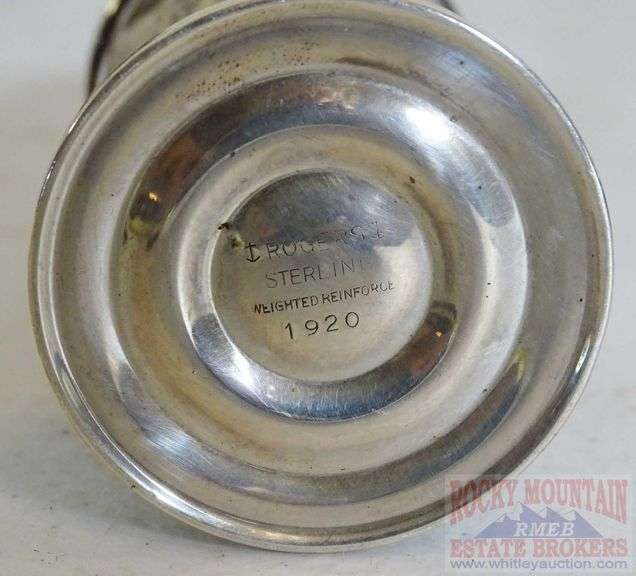 ROGERS
STERLING
WEIGHTED REINFORCE
1920
ROCKY MOUNTAIN
RMEB
ESTATE BROKERS
www.whitleyauction.com